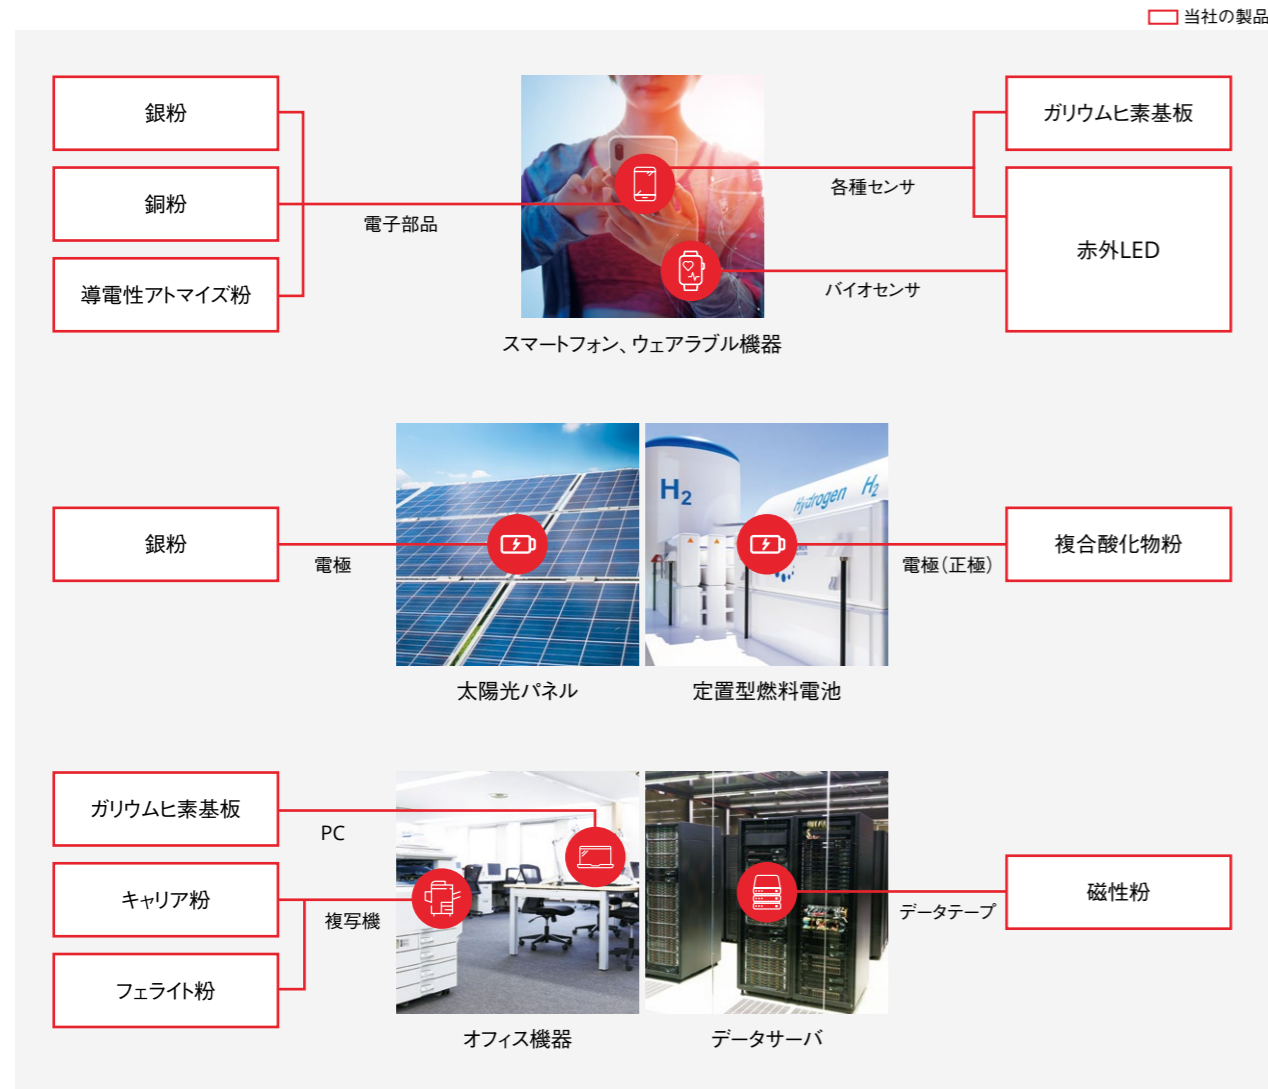 当社の製品
銀粉
銅粉
導電性アトマイズ粉
電子部品
各種センサ
バイオセンサ
ガリウムヒ素基板
赤外LED
スマートフォン、ウェアラブル機器
銀粉
電極
H2
Hydrogen H2
電極(正極)
複合酸化物粉
太陽光パネル
定置型燃料電池
ガリウムヒ素基板
キャリア粉
フェライト粉
PC
複写機
データテープ
磁性粉
オフィス機器
データサーバ